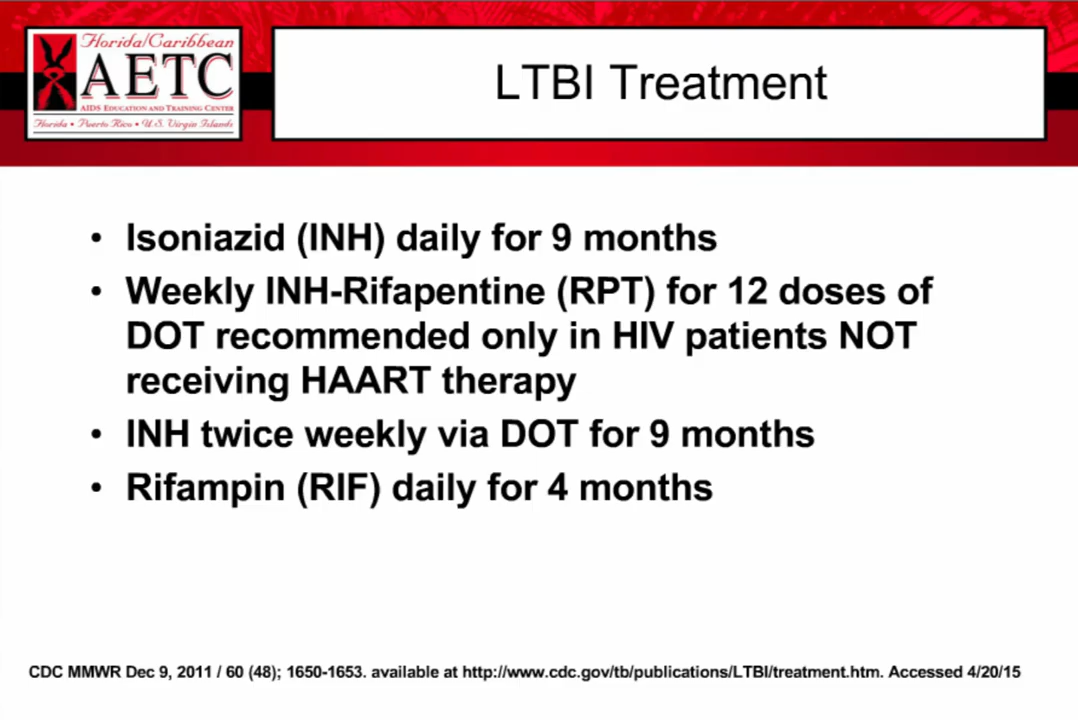 Florida/Caribbean
AETC
AIDS EDUCATION AND TRAINING CENTER
Florida • Puerto Rico • U.S. Virgin Islands
LTBI Treatment
• Isoniazid (INH) daily for 9 months
• Weekly INH-Rifapentine (RPT) for 12 doses of
DOT recommended only in HIV patients NOT
receiving HAART therapy
• INH twice weekly via DOT for 9 months
• Rifampin (RIF) daily for 4 months
CDC MMWR Dec 9, 2011 / 60 (48); 1650-1653. available at http://www.cdc.gov/tb/publications/LTBI/treatment.htm. Accessed 4/20/15